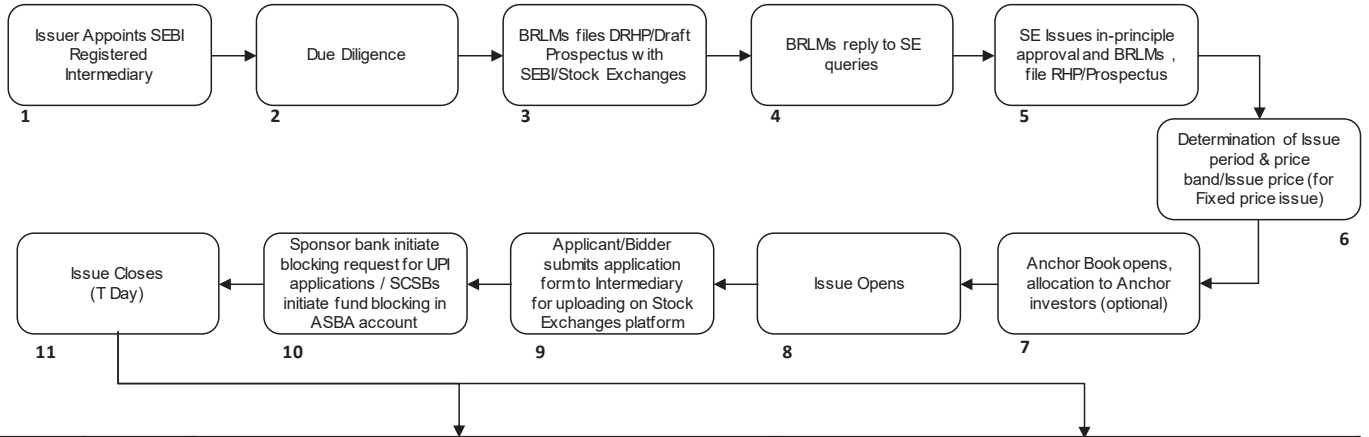 Issuer Appoints SEBI
Registered
Intermediary
1
Due Diligence
2
BRLMs files DRHP/Draft
Prospectus with
SEBI/Stock Exchanges
3
BRLMs reply to SE
queries
4
SE Issues in-principle
approval and BRLMs ,
file RHP/Prospectus
5
Determination of Issue
period & price
band/Issue price (for
Fixed price issue)
6
Anchor Book opens,
allocation to Anchor
investors (optional)
7
Issue Opens
8
Applicant/Bidder
submits application
form to Intermediary
for uploading on Stock
Exchanges platform
9
Sponsor bank initiate
blocking request for UPI
applications / SCSBs
initiate fund blocking in
ASBA account
10
Issue Closes
(T Day)
11